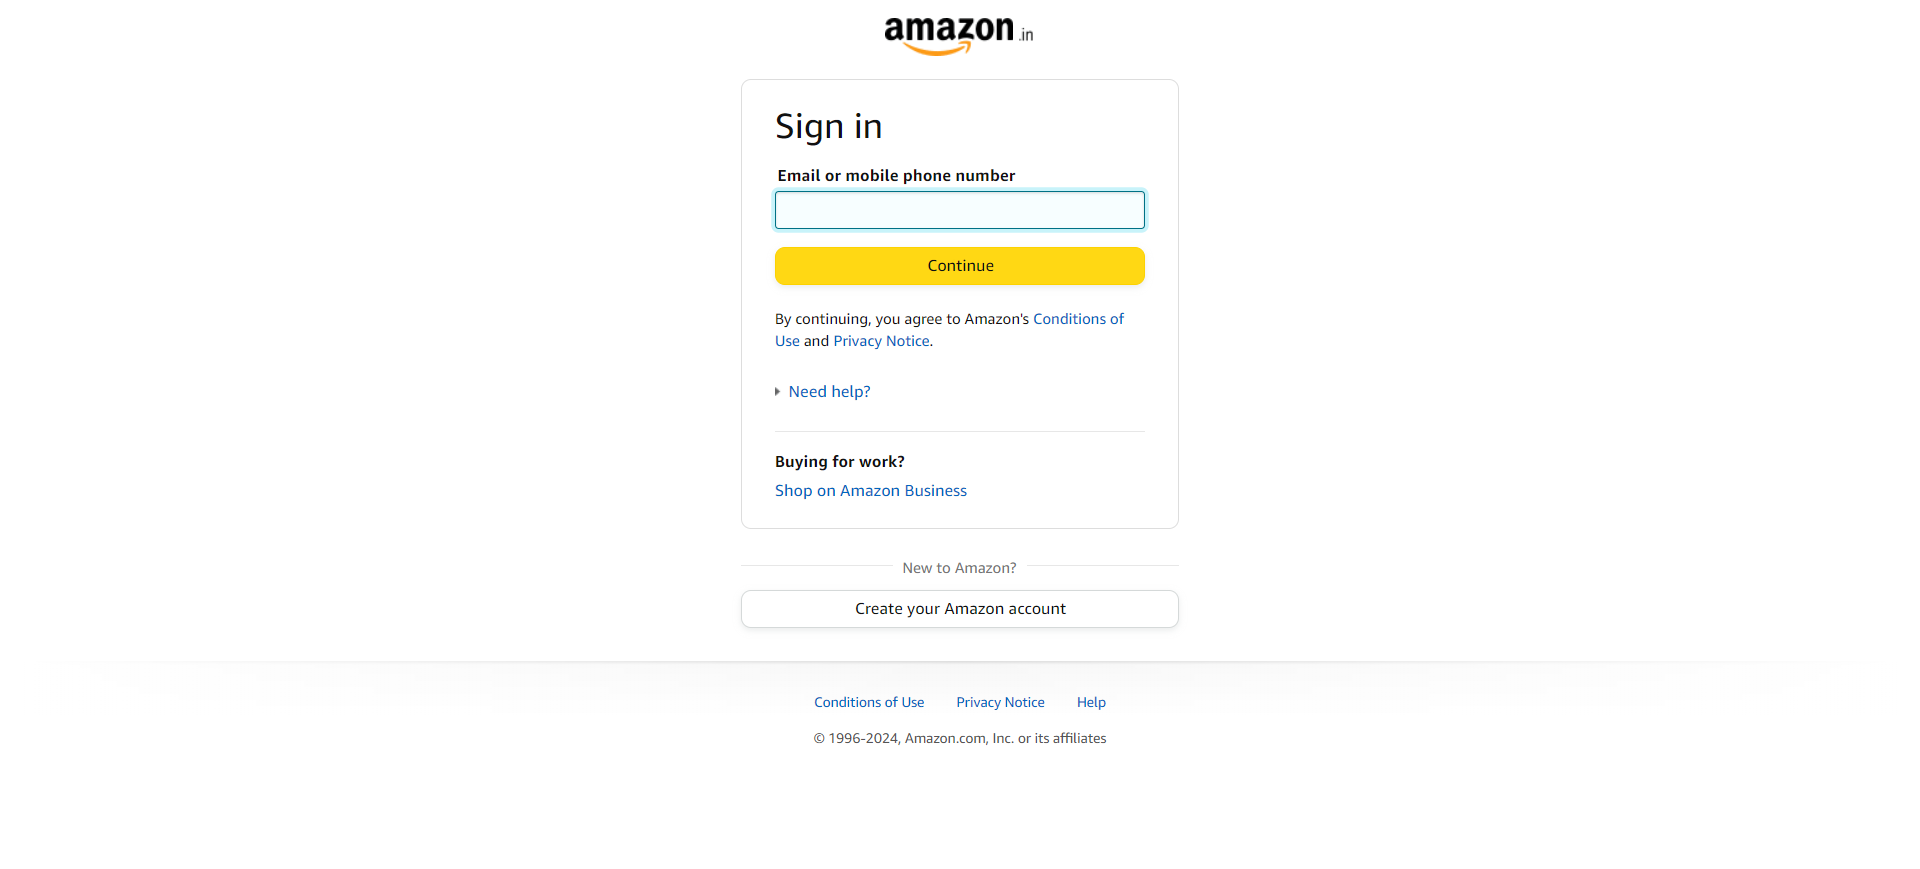 amazon.in
Sign in
Email or mobile phone number
Continue
By continuing, you agree to Amazon's Conditions of
Use and Privacy Notice.
Need help?
Buying for work?
Shop on Amazon Business
New to Amazon?
Create your Amazon account
Conditions of Use Privacy Notice Help
© 1996-2024, Amazon.com, Inc. or its affiliates